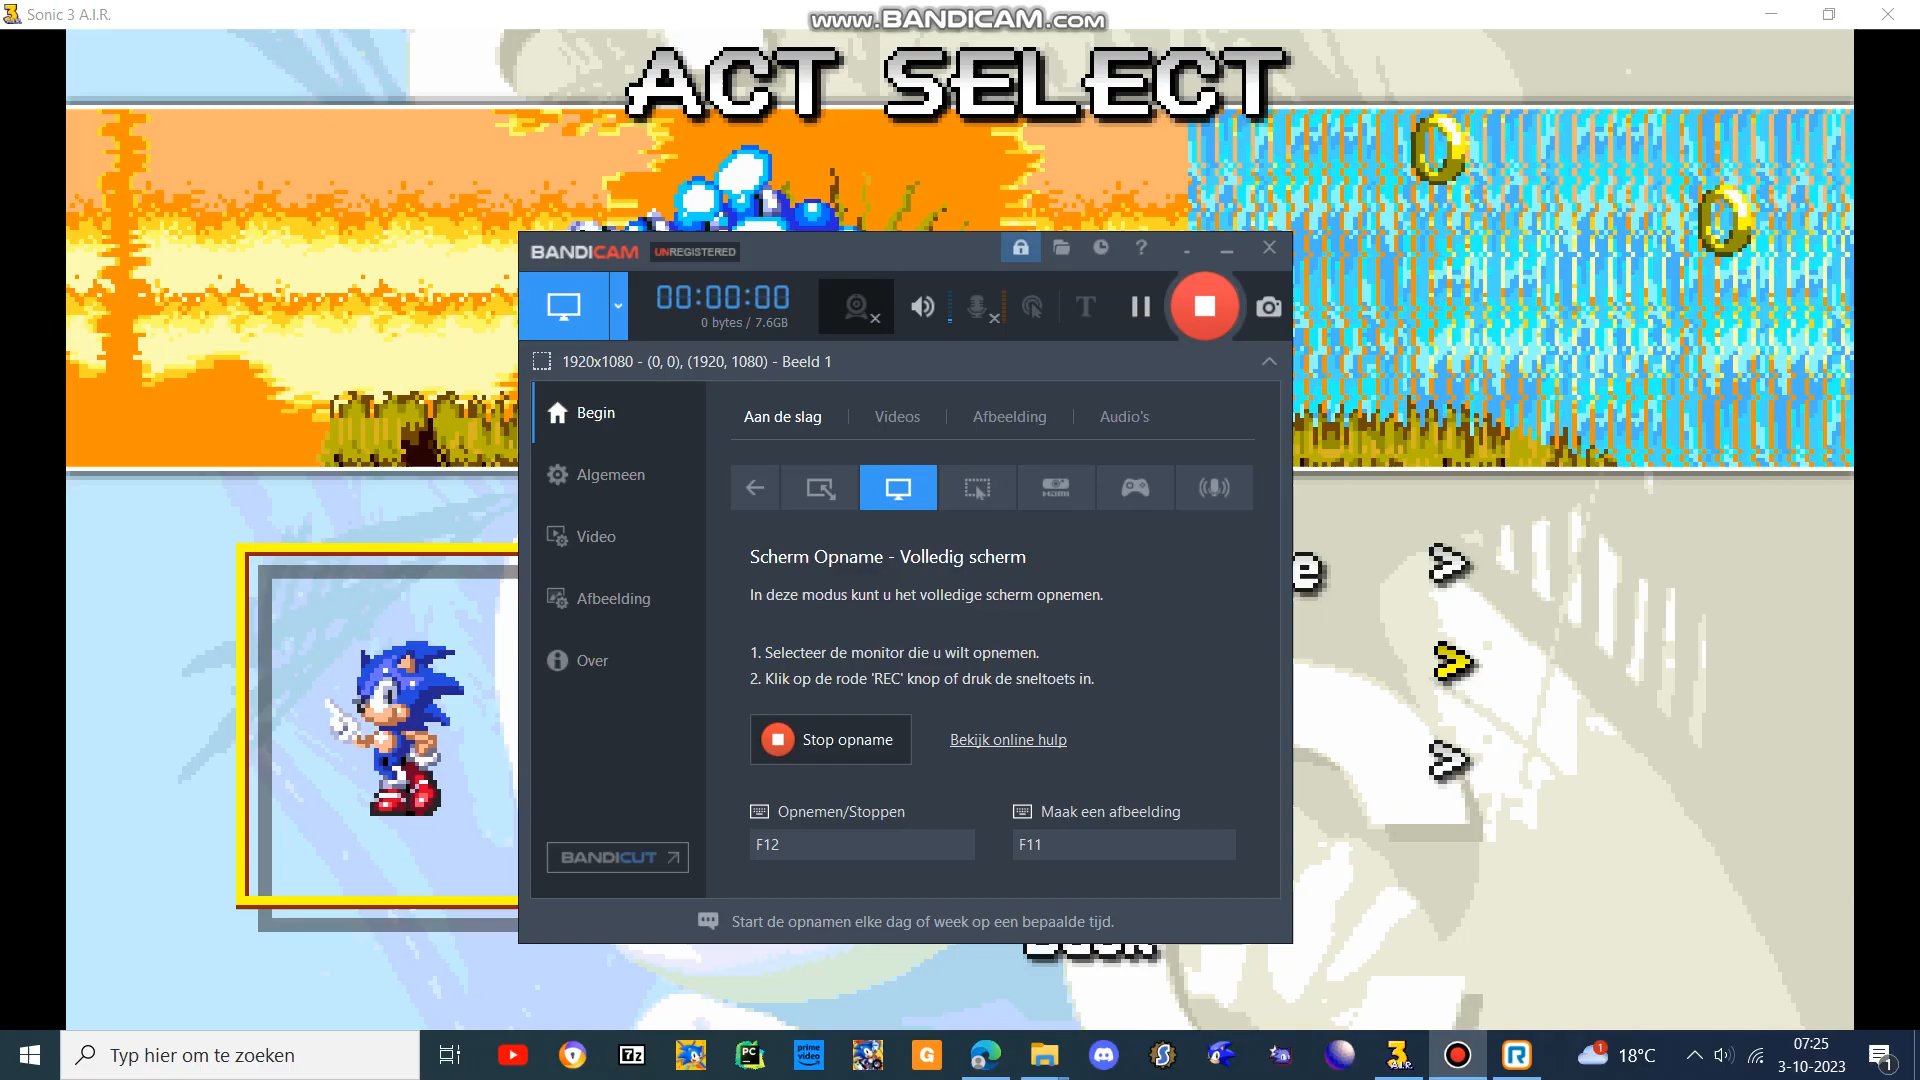 Sonic 3 A.I.R.
www.BANDICAM.com
ACT SELECT
BANDICAM UNREGISTERED
00:00:00
0 bytes / 7.6GB
1920x1080 - (0, 0), (1920, 1080) - Beeld 1
Begin
Algemeen
Video
Afbeelding
Over
BANDICUT
Aan de slag
Videos
Afbeelding
Audio's
HDMI
Scherm Opname - Volledig scherm
In deze modus kunt u het volledige scherm opnemen.
1. Selecteer de monitor die u wilt opnemen.
2. Klik op de rode 'REC' knop of druk de sneltoets in.
Stop opname
Bekijk online hulp
Opnemen/Stoppen
Maak een afbeelding
F12
F11
Start de opnamen elke dag of week op een bepaalde tijd.
Typ hier om te zoeken
18°C
07:25
3-10-2023